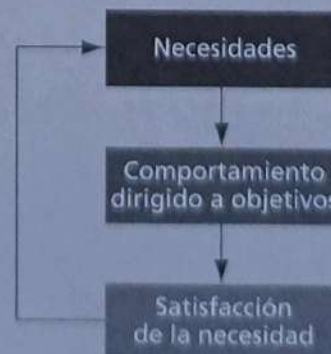 Necesidades
Comportamiento
dirigido a objetivos
Satisfacción
de la necesidad